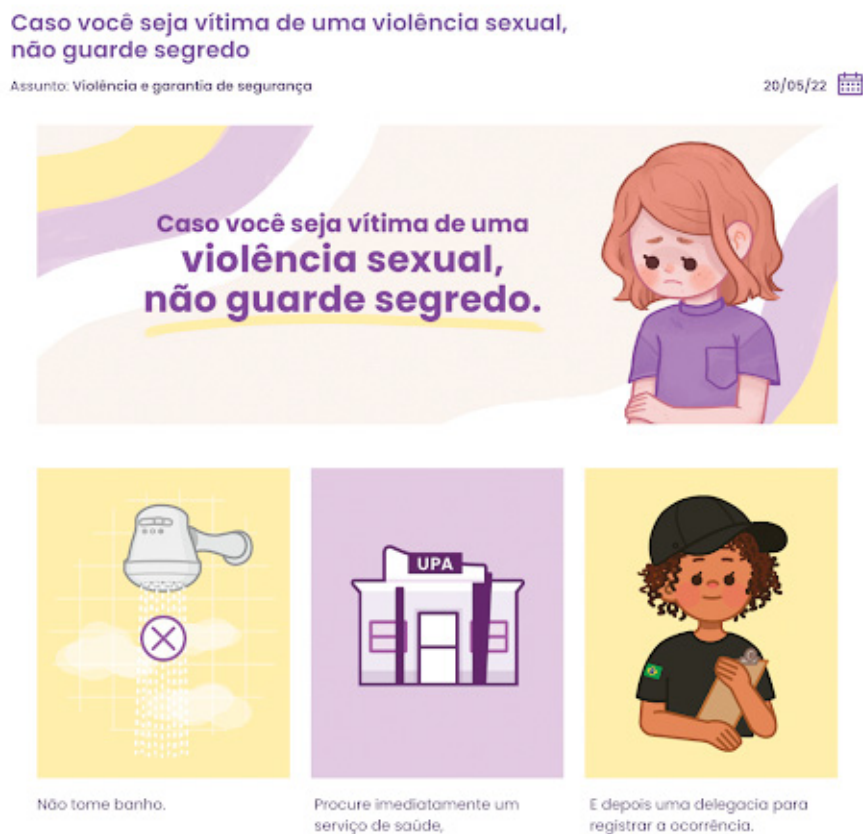 Caso você seja vítima de uma violência sexual,
não guarde segredo
Assunto: Violência e garantia de segurança
20/05/22
Caso você seja vítima de uma
violência sexual,
não guarde segredo.
UPA
Não tome banho.
Procure imediatamente um
serviço de saúde,
E depois uma delegacia para
registrar a ocorrência.